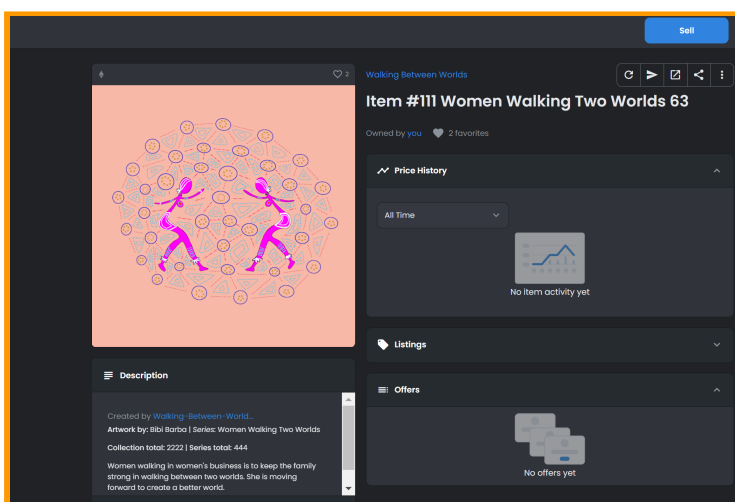 Sell
2
Walking Between Worlds
Item #111 Women Walking Two Worlds 63
Owned by you 2 favorites
Price History
All Time
No item activity yet
Listings
Description
Offers
Created by Walking-Between-World...
Artwork by: Bibi Barba | Series: Women Walking Two Worlds
Collection total: 2222 | Series total: 444
Women walking in women's business is to keep the family
strong in walking between two worlds. She is moving
forward to create a better world.
No offers yet